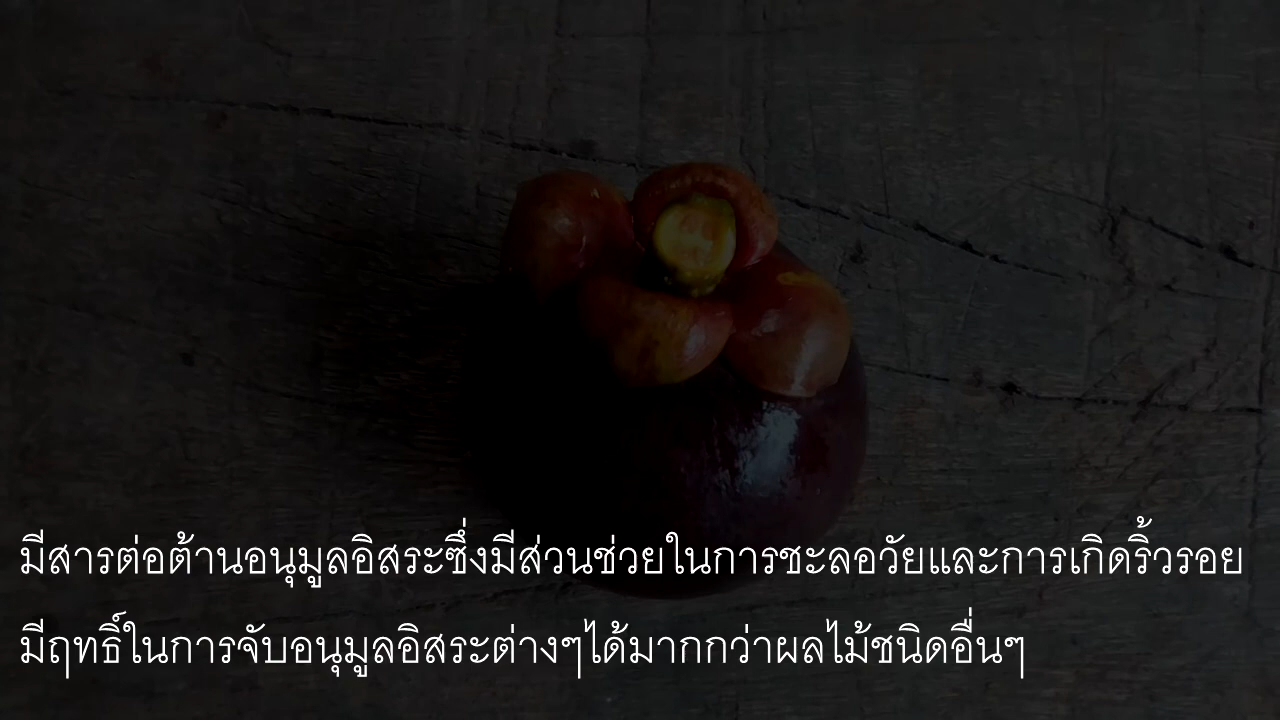 มีสารต่อต้านอนุมูลอิสระซึ่งมีส่วนช่วยในการชะลอวัยและการเกิดริ้วรอย
มีฤทธิ์ในการจับอนุมูลอิสระต่างๆได้มากกว่าผลไม้ชนิดอื่นๆ